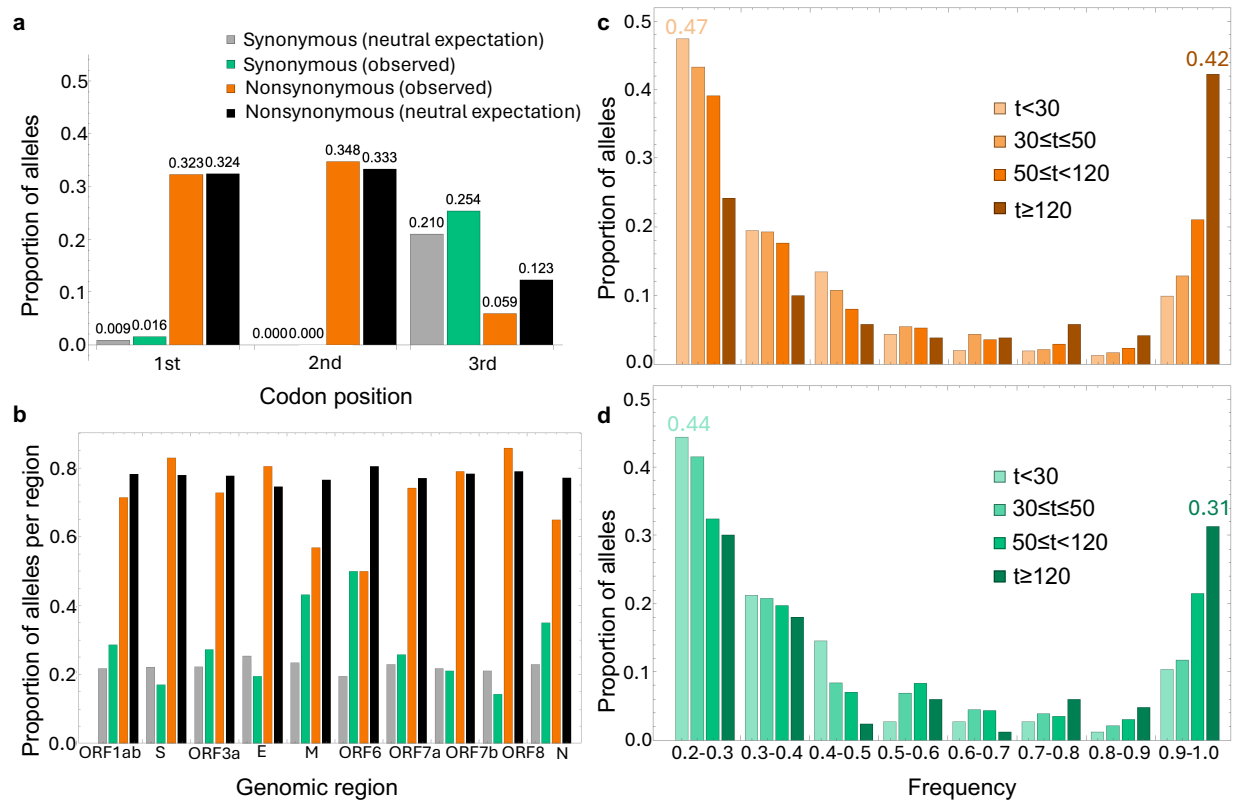 a
Synonymous (neutral expectation)
Synonymous (observed)
Nonsynonymous (observed)
Nonsynonymous (neutral expectation)
Proportion of alleles
0.5
0.4
0.3
0.2
0.1
0.0
0.009
0.016
0.323
0.324
0.000
0.000
0.348
0.333
0.210
0.254
0.059
0.123
1st
2nd
3rd
Codon position
b
Proportion of alleles per region
0.8
0.6
0.4
0.2
0.0
ORF1ab
S
ORF3a
E
M
ORF6
ORF7a
ORF7b
ORF8
N
Genomic region
c
Proportion of alleles
0.5
0.4
0.3
0.2
0.1
0.0
0.47
0.42
t<30
30≤t≤50
50≤t<120
t≥120
d
Proportion of alleles
0.5
0.4
0.3
0.2
0.1
0.0
0.44
0.31
t<30
30≤t≤50
50≤t<120
t≥120
0.2-0.3
0.3-0.4
0.4-0.5
0.5-0.6
0.6-0.7
0.7-0.8
0.8-0.9
0.9-1.0
Frequency